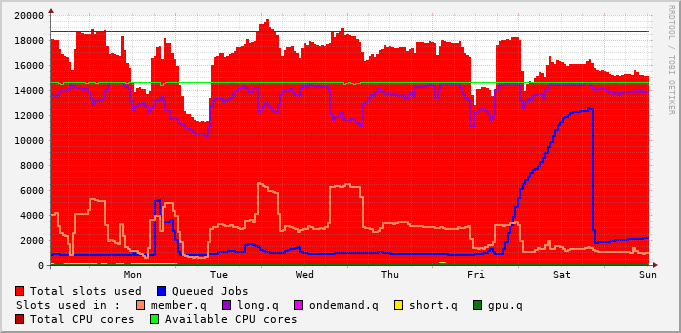 20000
18000
16000
14000
12000
10000
8000
6000
4000
2000
0
Mon Tue Wed Thu Fri Sat Sun
Total slots used Queued Jobs
Slots used in : member.q long.q ondemand.q short.q gpu.q
Total CPU cores Available CPU cores
RRDTOOL / TOBI OETIKER